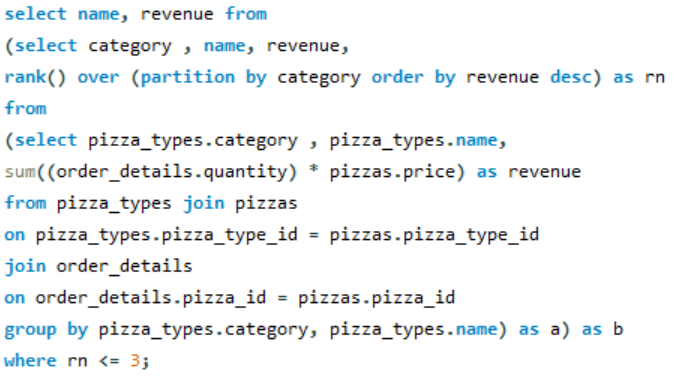 select name, revenue from
(select category , name, revenue,
rank() over (partition by category order by revenue desc) as rn
from
(select pizza_types.category , pizza_types.name,
sum((order_details.quantity) * pizzas.price) as revenue
from pizza_types join pizzas
on pizza_types.pizza_type_id = pizzas.pizza_type_id
join order_details
on order_details.pizza_id = pizzas.pizza_id
group by pizza_types.category, pizza_types.name) as a) as b
where rn <= 3;